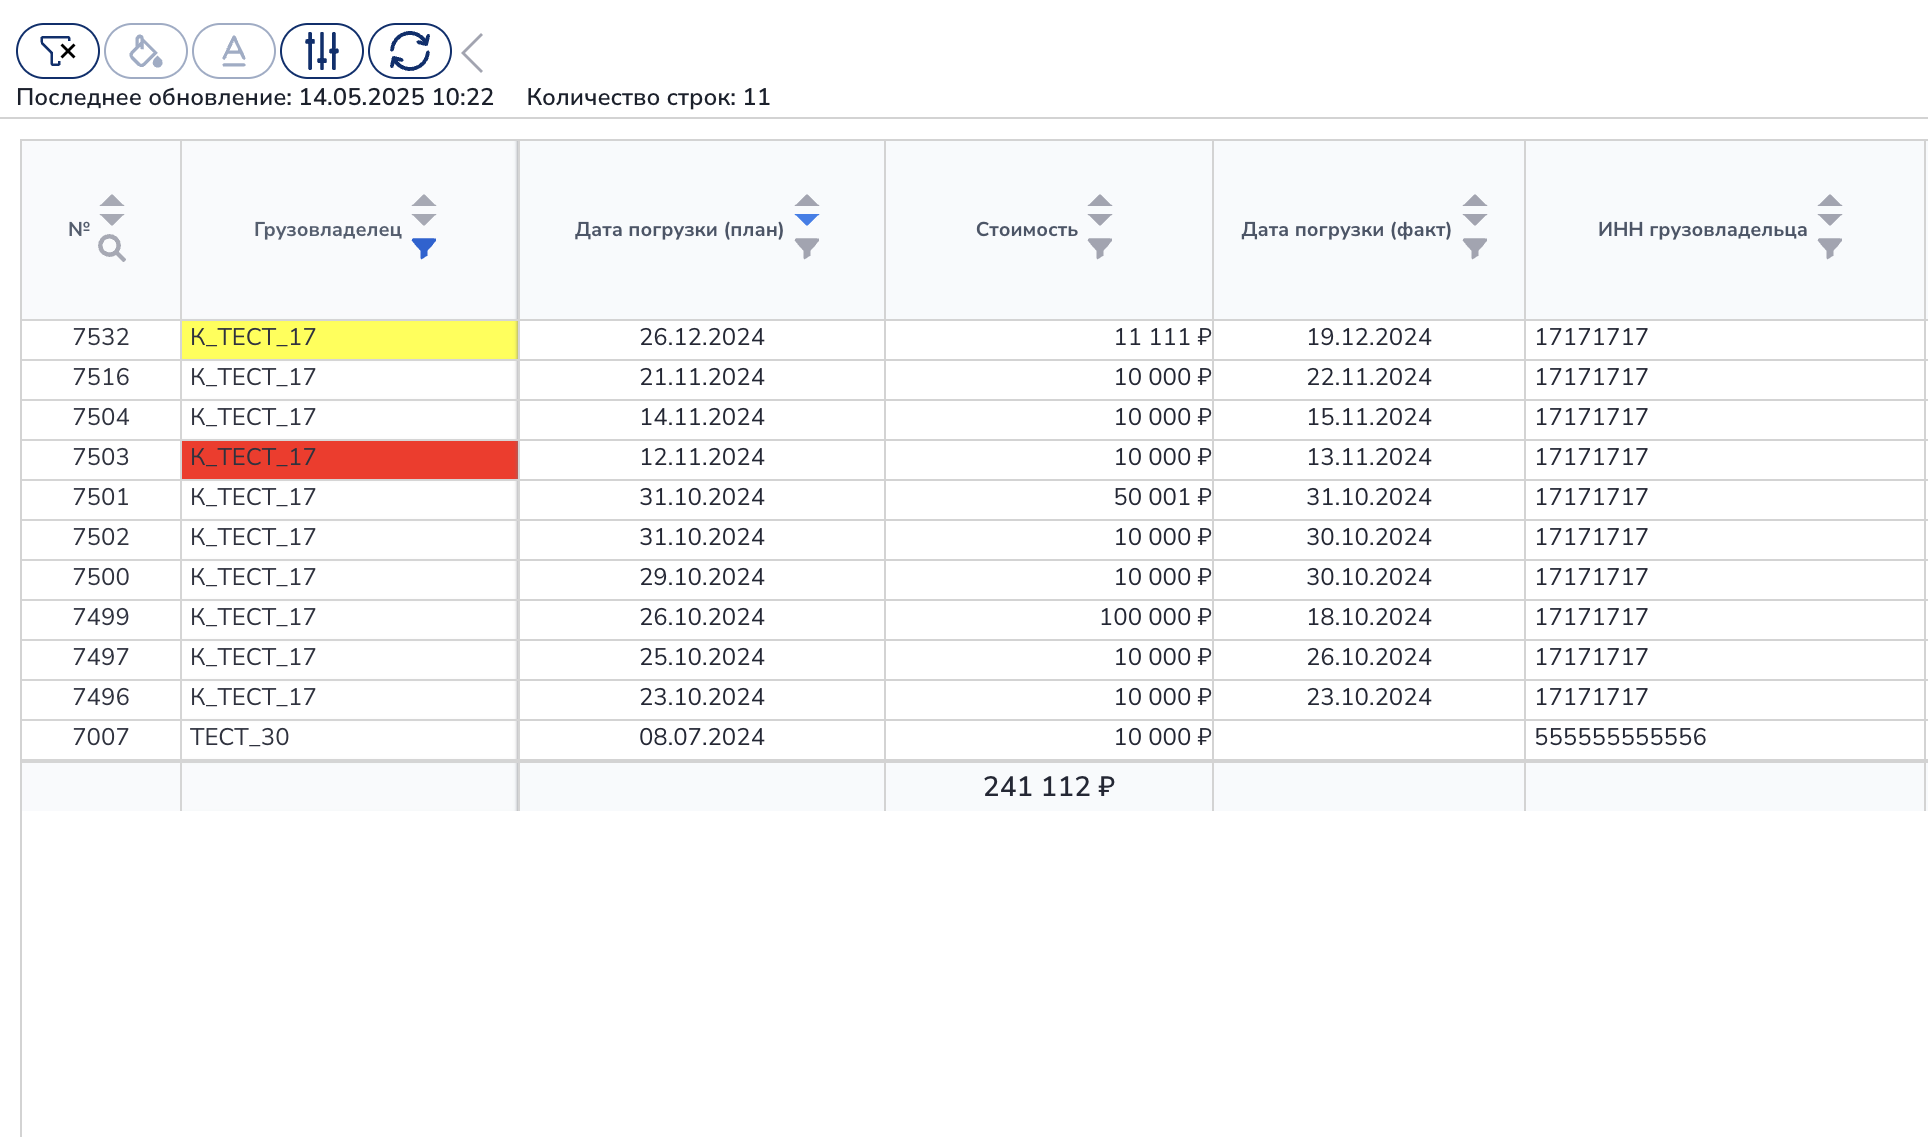 Последнее обновление: 14.05.2025 10:22 Количество строк: 11
№ Грузовладелец Дата погрузки (план) Стоимость Дата погрузки (факт) ИНН грузовладельца
7532 К_ТЕСТ_17 26.12.2024 11 111 ₽ 19.12.2024 17171717
7516 К_ТЕСТ_17 21.11.2024 10 000 ₽ 22.11.2024 17171717
7504 К_ТЕСТ_17 14.11.2024 10 000 ₽ 15.11.2024 17171717
7503 К_ТЕСТ_17 12.11.2024 10 000 ₽ 13.11.2024 17171717
7501 К_ТЕСТ_17 31.10.2024 50 001 ₽ 31.10.2024 17171717
7502 К_ТЕСТ_17 31.10.2024 10 000 ₽ 30.10.2024 17171717
7500 К_ТЕСТ_17 29.10.2024 10 000 ₽ 30.10.2024 17171717
7499 К_ТЕСТ_17 26.10.2024 100 000 ₽ 18.10.2024 17171717
7497 К_ТЕСТ_17 25.10.2024 10 000 ₽ 26.10.2024 17171717
7496 К_ТЕСТ_17 23.10.2024 10 000 ₽ 23.10.2024 17171717
7007 ТЕСТ_30 08.07.2024 10 000 ₽ 555555555556
241 112 ₽